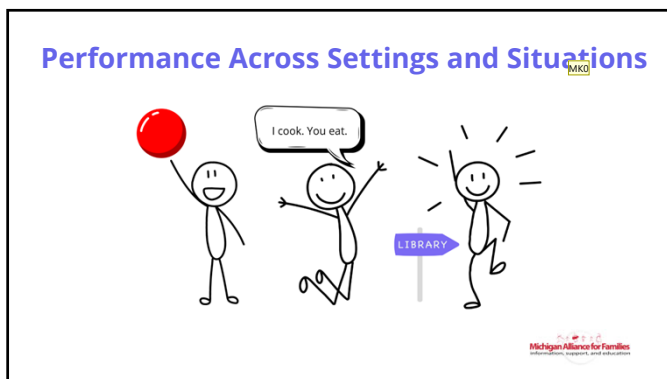 Performance Across Settings and Situations
MK0
I cook. You eat.
LIBRARY
Michigan Alliance for Families
information, support, and education